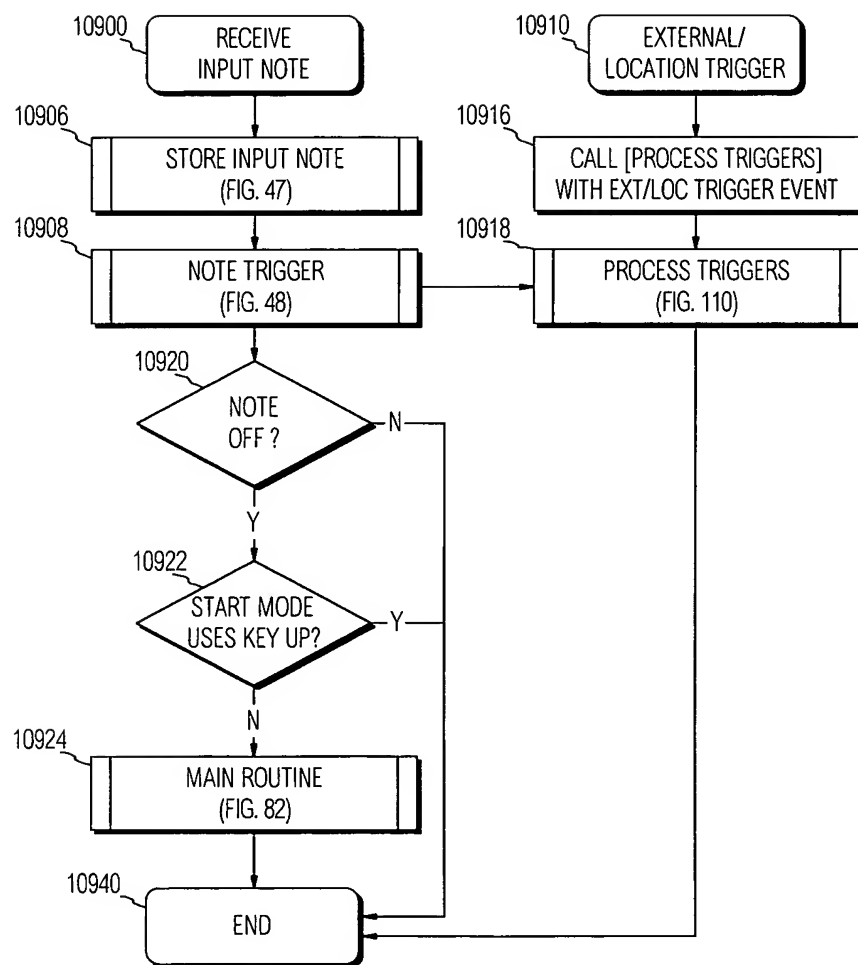 10900
RECEIVE
INPUT NOTE
10910
EXTERNAL/
LOCATION TRIGGER
10906
STORE INPUT NOTE
(FIG. 47)
10916
CALL [PROCESS TRIGGERS]
WITH EXT/LOC TRIGGER EVENT
10908
NOTE TRIGGER
(FIG. 48)
10918
PROCESS TRIGGERS
(FIG. 110)
10920
NOTE
OFF ?
N
Y
10922
START MODE
USES KEY UP?
Y
N
10924
MAIN ROUTINE
(FIG. 82)
10940
END